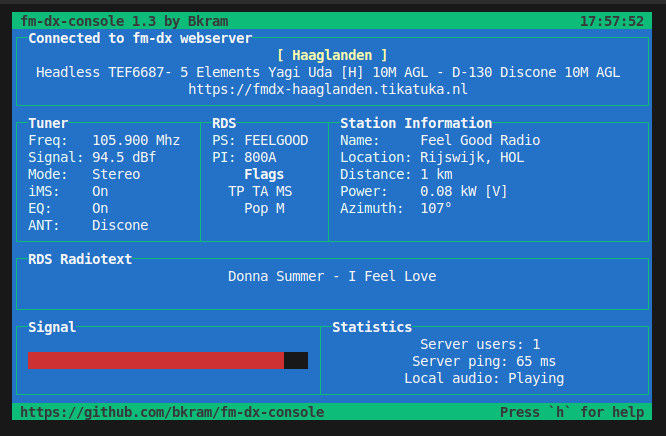 fm-dx-console 1.3 by Bkram 17:57:52
Connected to fm-dx webserver
[ Haaglanden ]
Headless TEF6687- 5 Elements Yagi Uda [H] 10M AGL - D-130 Discone 10M AGL
https://fmdx-haaglanden.tikatuka.nl
Tuner
Freq: 105.900 Mhz
Signal: 94.5 dBf
Mode: Stereo
iMS: On
EQ: On
ANT: Discone
RDS
PS: FEELGOOD
PI: 800A
Flags
TP TA MS
Pop M
Station Information
Name: Feel Good Radio
Location: Rijswijk, HOL
Distance: 1 km
Power: 0.08 kW [V]
Azimuth: 107°
RDS Radiotext
Donna Summer - I Feel Love
Signal
Statistics
Server users: 1
Server ping: 65 ms
Local audio: Playing
https://github.com/bkram/fm-dx-console Press `h` for help